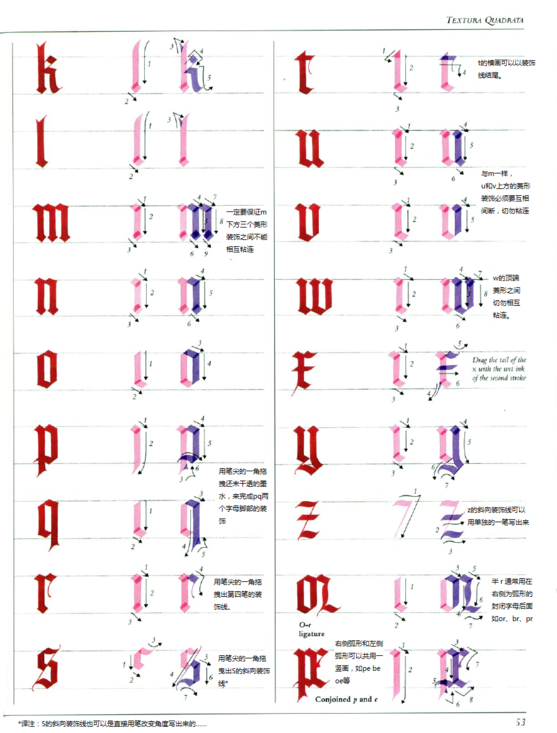 TEXTURA QUADRATA
t的横画可以以装饰
线结尾。
与m一样，
u和v上方的菱形
装饰必须要互相
间断，切勿粘连
一定要保证m
下方三个菱形
装饰之间不能
相互粘连
w的顶端
菱形之间
切勿相互
粘连。
Drag the tail of the
x with the wet ink
of the second stroke
用笔尖的一角拖
拽还未干透的墨
水，来完成pq两
个字母脚部的装
饰
z的斜向装饰线可以
用单独的一笔写出来
用笔尖的一角拖
拽出第四笔的装
饰线。
半 r 通常用在
右侧为弧形的
封闭字母后面
如or、br、pr
O-r
ligature
用笔尖的一角拖
曳出S的斜向装饰
线*
右侧弧形和左侧
弧形可以共用一
竖画，如pe be
oe等
Conjoined p and e
*译注：S的斜向装饰线也可以是直接用笔改变角度写出来的……
53